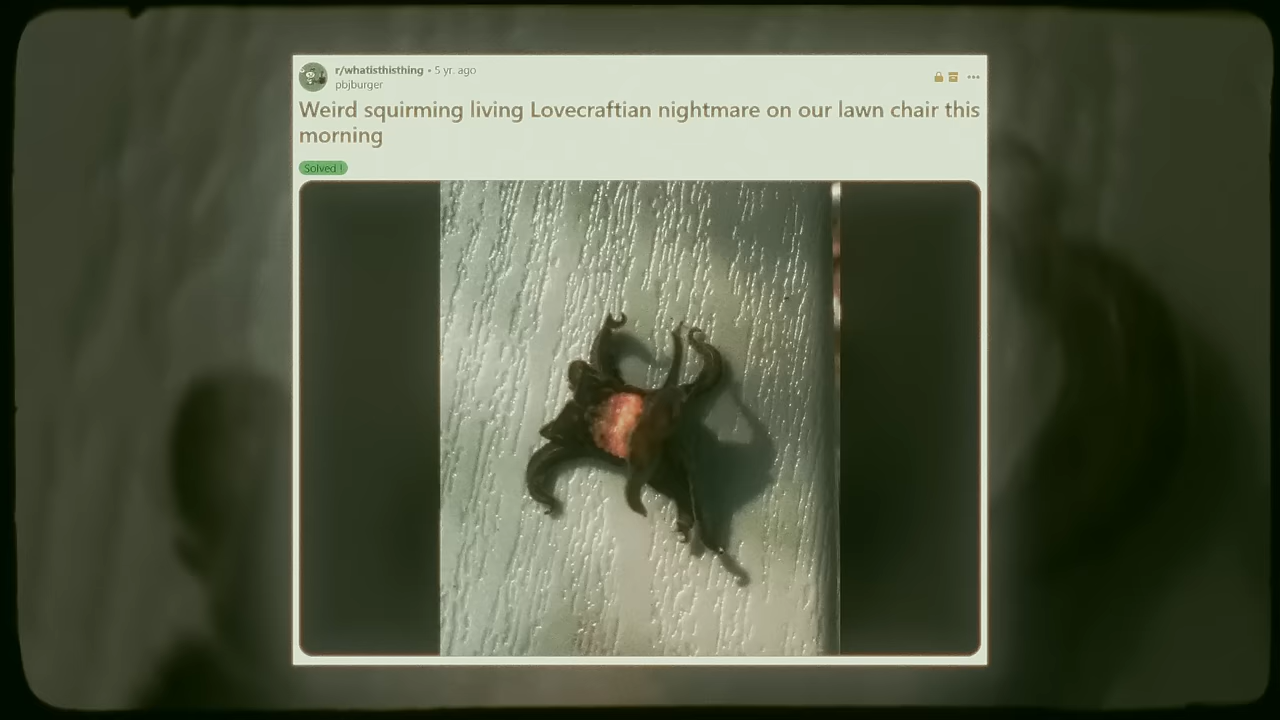 r/whatisthisthing • 5 yr. ago
pbjburger
Weird squirming living Lovecraftian nightmare on our lawn chair this
morning
Solved !